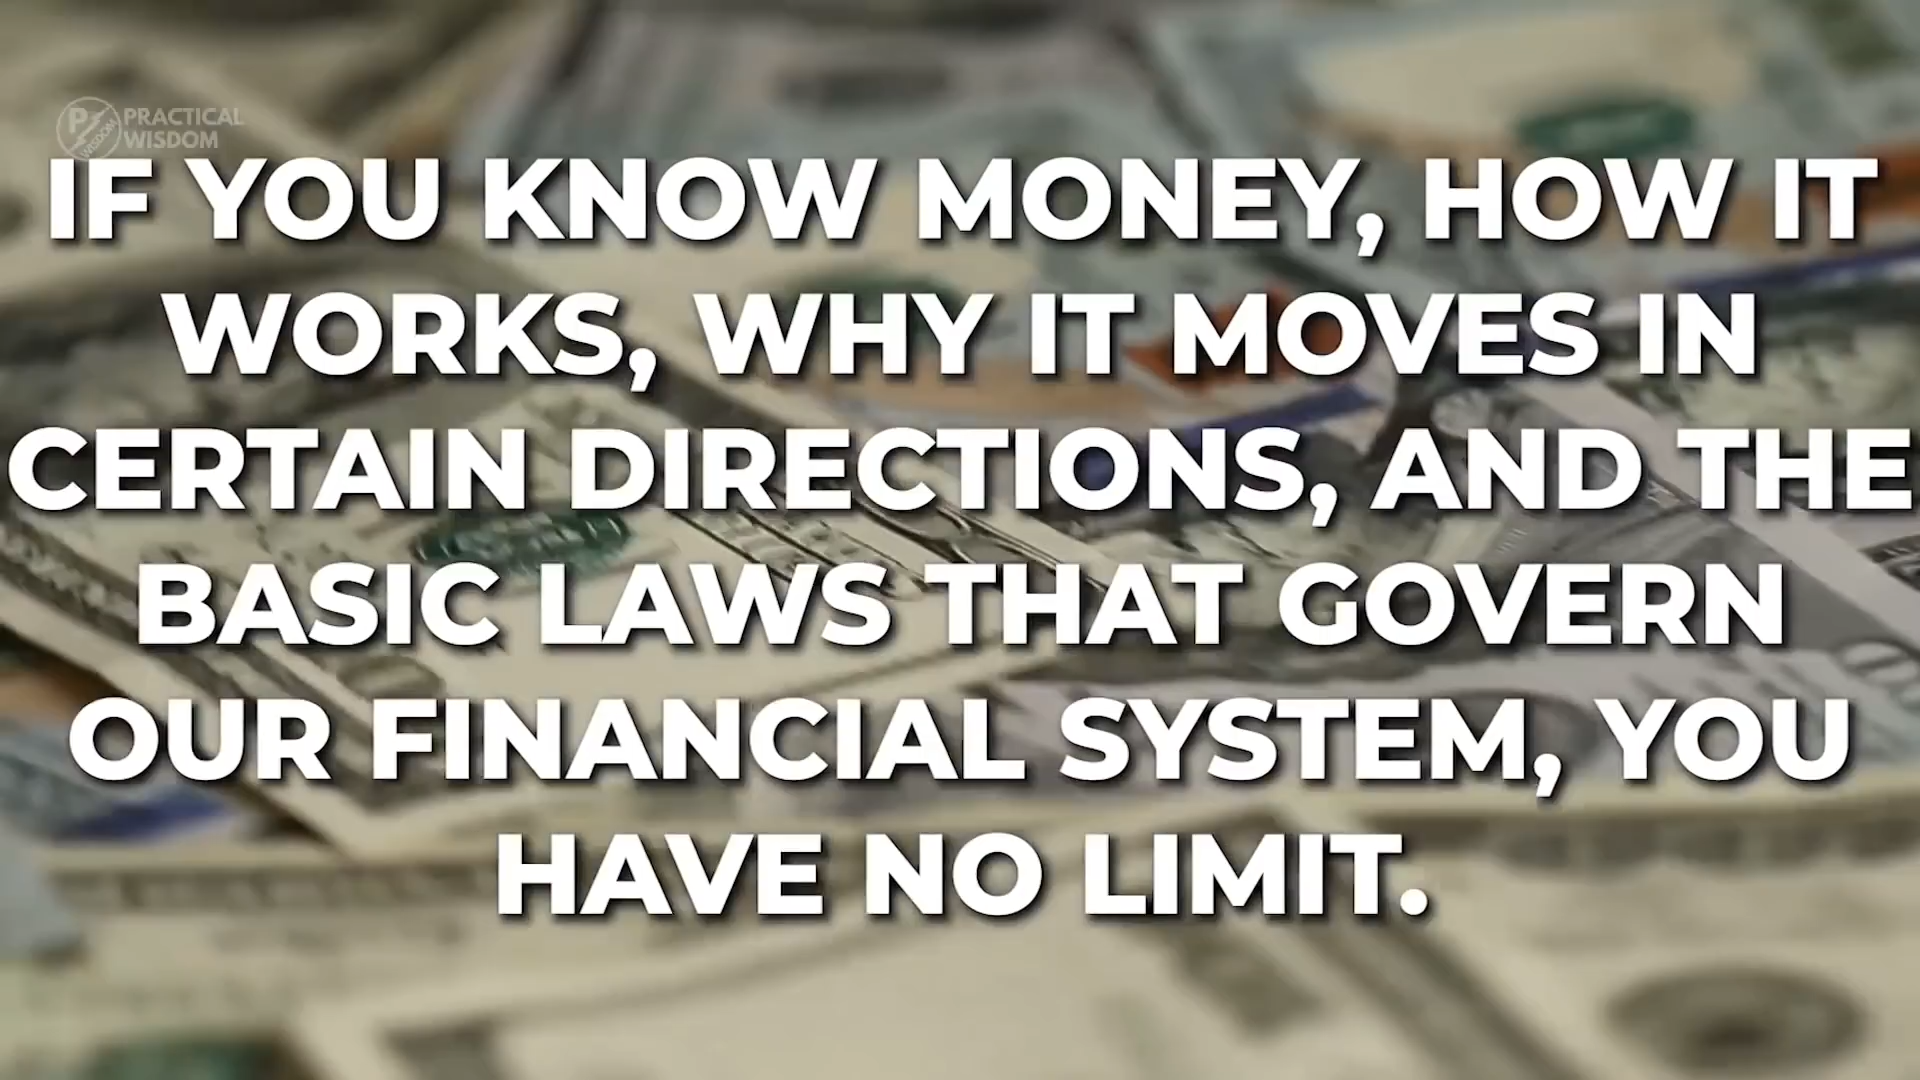 PRACTICAL
WISDOM
IF YOU KNOW MONEY, HOW IT
WORKS, WHY IT MOVES IN
CERTAIN DIRECTIONS, AND THE
BASIC LAWS THAT GOVERN
OUR FINANCIAL SYSTEM, YOU
HAVE NO LIMIT.